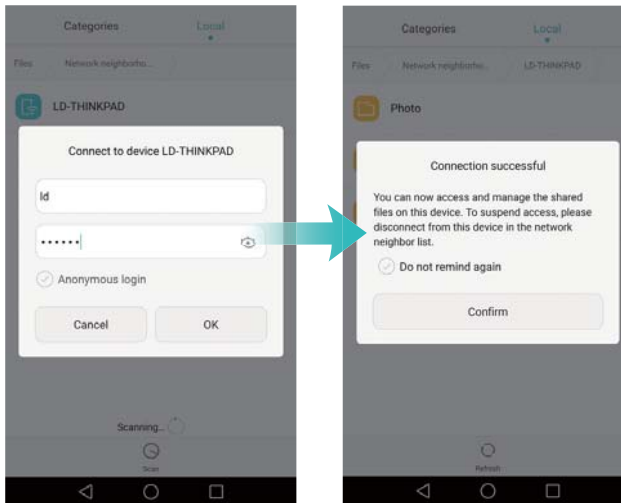 Categories
Local
Files
Network neighborho...
LD-THINKPAD
Connect to device LD-THINKPAD
ld
••••••
Anonymous login
Cancel
OK
Scanning...
Scan
Categories
Local
Files
Network neighborho...
LD-THINKPAD
Photo
Connection successful
You can now access and manage the shared
files on this device. To suspend access, please
disconnect from this device in the network
neighbor list.
Do not remind again
Confirm
Refresh